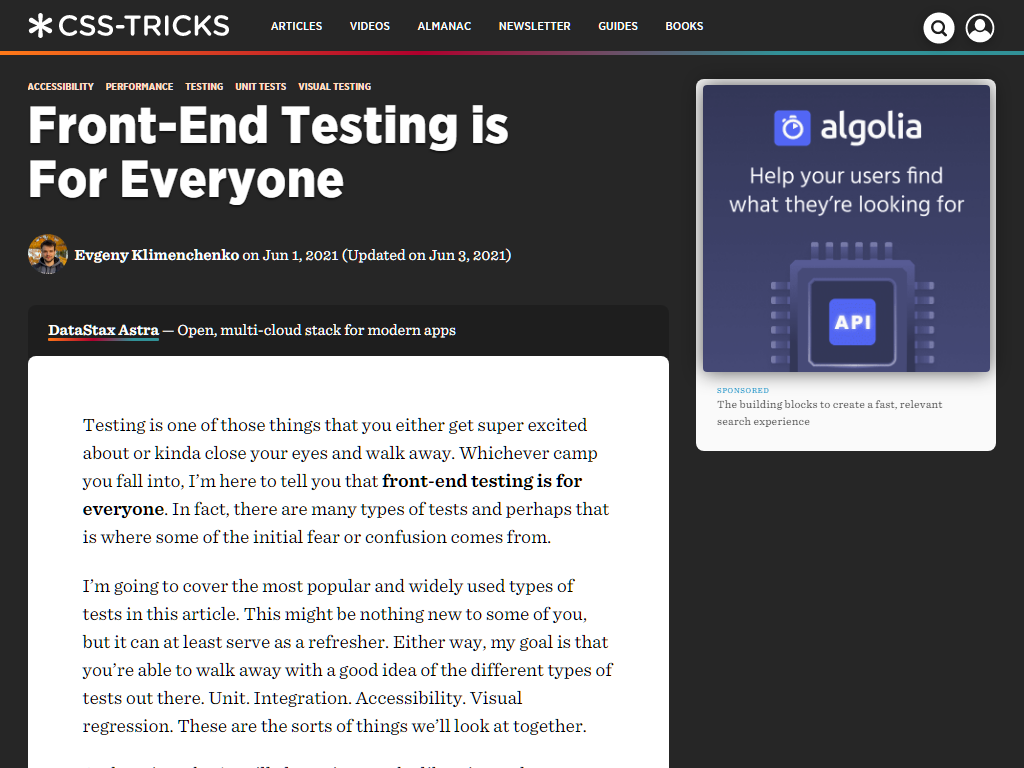 CSS-TRICKS
ARTICLES VIDEOS ALMANAC NEWSLETTER GUIDES BOOKS
ACCESSIBILITY PERFORMANCE TESTING UNIT TESTS VISUAL TESTING
Front-End Testing is
For Everyone
Evgeny Klimenchenko on Jun 1, 2021 (Updated on Jun 3, 2021)
DataStax Astra — Open, multi-cloud stack for modern apps
Testing is one of those things that you either get super excited
about or kinda close your eyes and walk away. Whichever camp
you fall into, I’m here to tell you that front-end testing is for
everyone. In fact, there are many types of tests and perhaps that
is where some of the initial fear or confusion comes from.
I’m going to cover the most popular and widely used types of
tests in this article. This might be nothing new to some of you,
but it can at least serve as a refresher. Either way, my goal is that
you’re able to walk away with a good idea of the different types of
tests out there. Unit. Integration. Accessibility. Visual
regression. These are the sorts of things we’ll look at together.
algolia
Help your users find
what they’re looking for
API
SPONSORED
The building blocks to create a fast, relevant
search experience